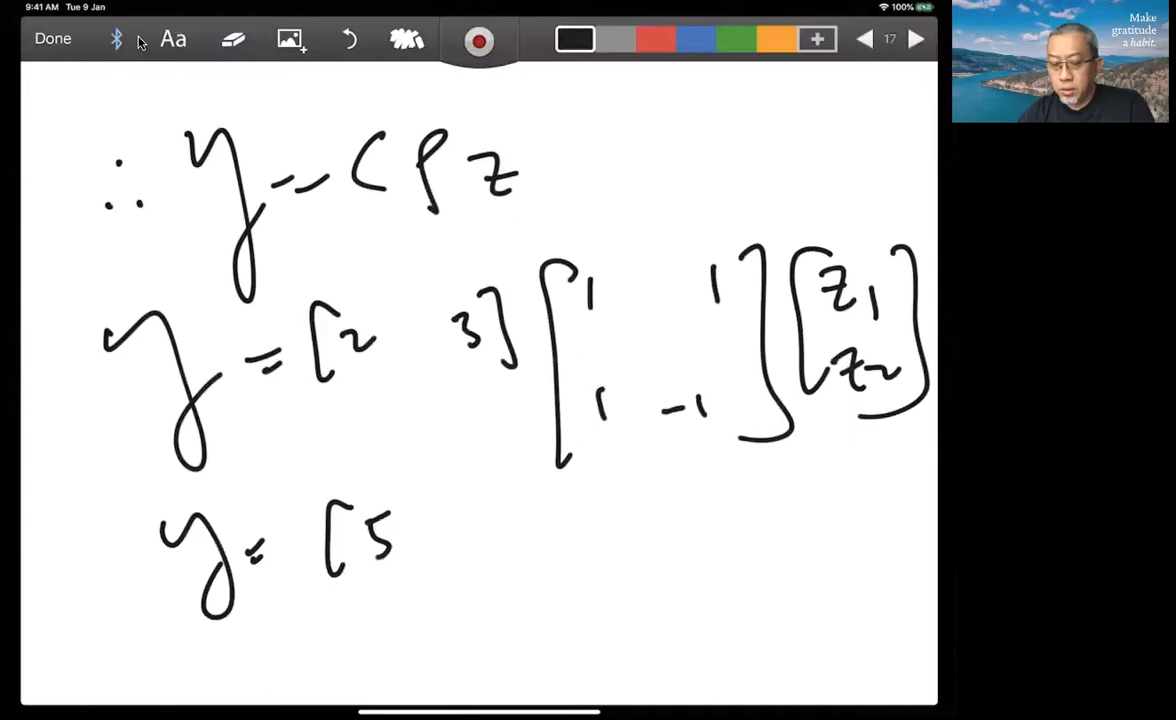 9:41 AM Tue 9 Jan
100%
Done Aa 17
Make
gratitude
a habit.
∴ y = C P z
y = [2 3] [1 1; 1 -1] [z1; z2]
y = [5